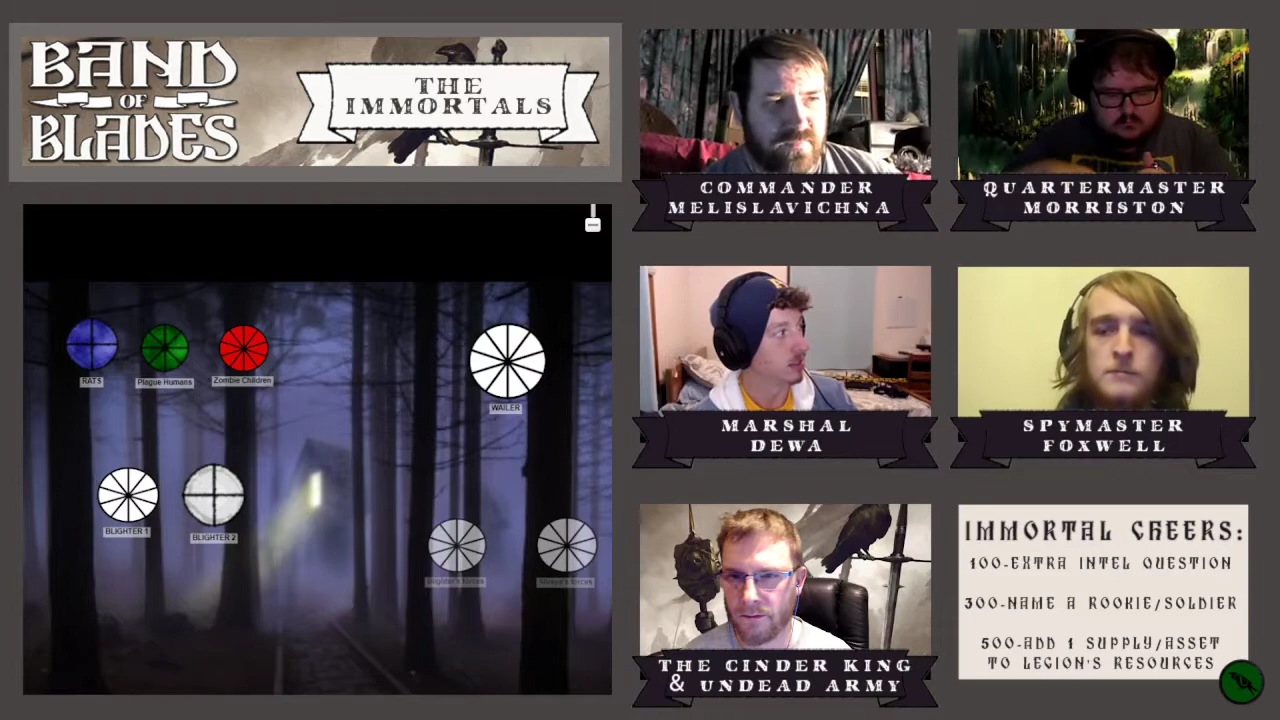 BAND
OF
BLADES
THE
IMMORTALS
COMMANDER
MELISLAVICHNA
QUARTERMASTER
MORRISTON
RATS
Plague Humans
Zombie Children
WAILER
BLIGHTER 1
BLIGHTER 2
Blighter's forces
MARSHAL
DEWA
SPYMASTER
FOXWELL
THE CINDER KING
& UNDEAD ARMY
IMMORTAL CHEERS:
100-EXTRA INTEL QUESTION
300-NAME A ROOKIE/SOLDIER
500-ADD 1 SUPPLY/ASSET
TO LEGION'S RESOURCES